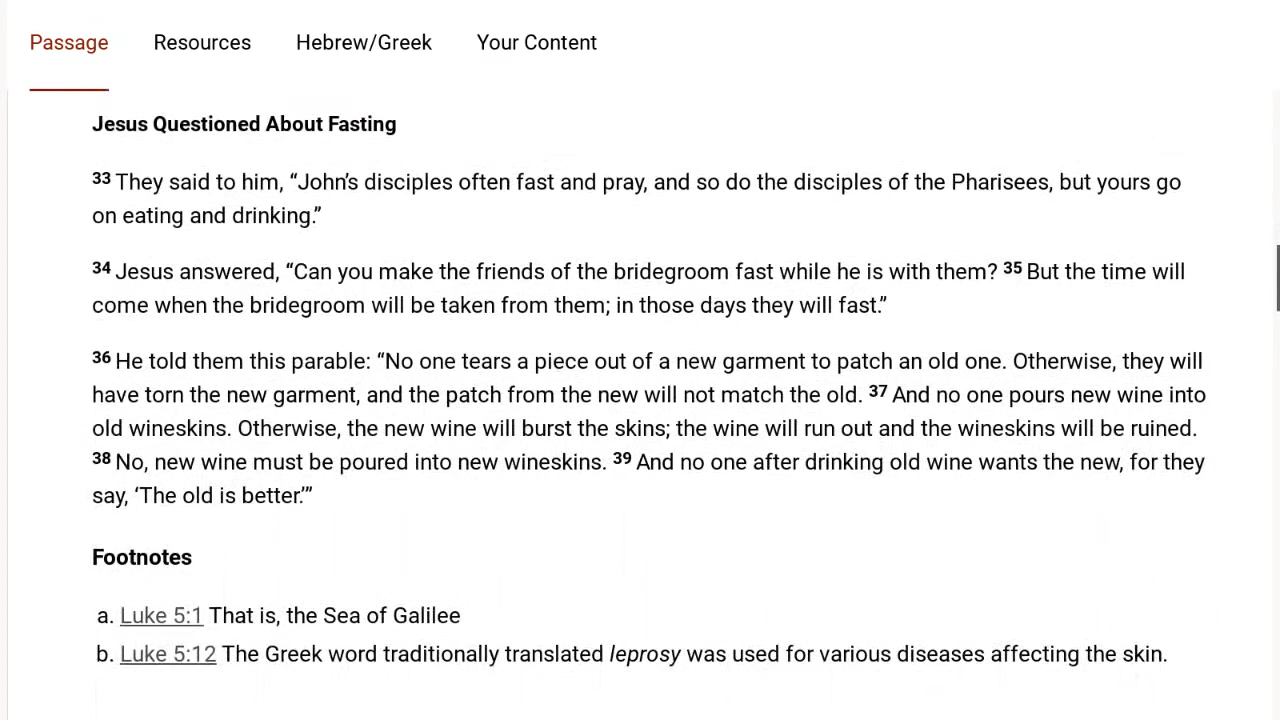 Passage Resources Hebrew/Greek Your Content
Jesus Questioned About Fasting
33 They said to him, “John’s disciples often fast and pray, and so do the disciples of the Pharisees, but yours go
on eating and drinking.”
34 Jesus answered, “Can you make the friends of the bridegroom fast while he is with them? 35 But the time will
come when the bridegroom will be taken from them; in those days they will fast.”
36 He told them this parable: “No one tears a piece out of a new garment to patch an old one. Otherwise, they will
have torn the new garment, and the patch from the new will not match the old. 37 And no one pours new wine into
old wineskins. Otherwise, the new wine will burst the skins; the wine will run out and the wineskins will be ruined.
38 No, new wine must be poured into new wineskins. 39 And no one after drinking old wine wants the new, for they
say, ‘The old is better.’”
Footnotes
a. Luke 5:1 That is, the Sea of Galilee
b. Luke 5:12 The Greek word traditionally translated leprosy was used for various diseases affecting the skin.